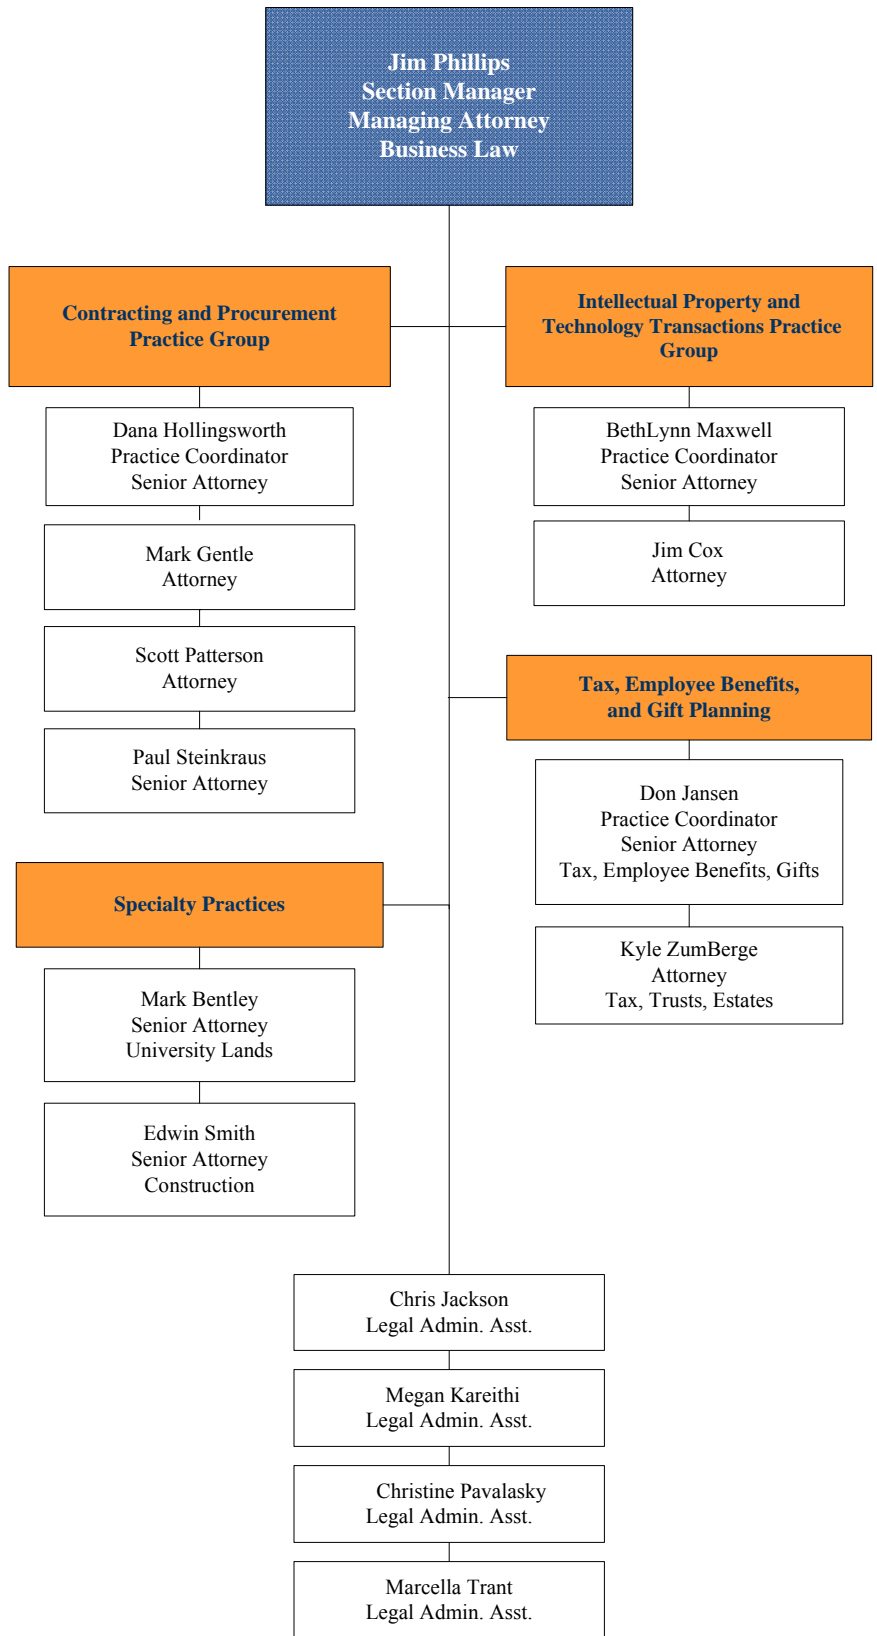 Jim Phillips
Section Manager
Managing Attorney
Business Law
Contracting and Procurement
Practice Group
Dana Hollingsworth
Practice Coordinator
Senior Attorney
Mark Gentle
Attorney
Scott Patterson
Attorney
Paul Steinkraus
Senior Attorney
Intellectual Property and
Technology Transactions Practice
Group
BethLynn Maxwell
Practice Coordinator
Senior Attorney
Jim Cox
Attorney
Tax, Employee Benefits,
and Gift Planning
Don Jansen
Practice Coordinator
Senior Attorney
Tax, Employee Benefits, Gifts
Kyle ZumBerge
Attorney
Tax, Trusts, Estates
Specialty Practices
Mark Bentley
Senior Attorney
University Lands
Edwin Smith
Senior Attorney
Construction
Chris Jackson
Legal Admin. Asst.
Megan Kareithi
Legal Admin. Asst.
Christine Pavalasky
Legal Admin. Asst.
Marcella Trant
Legal Admin. Asst.